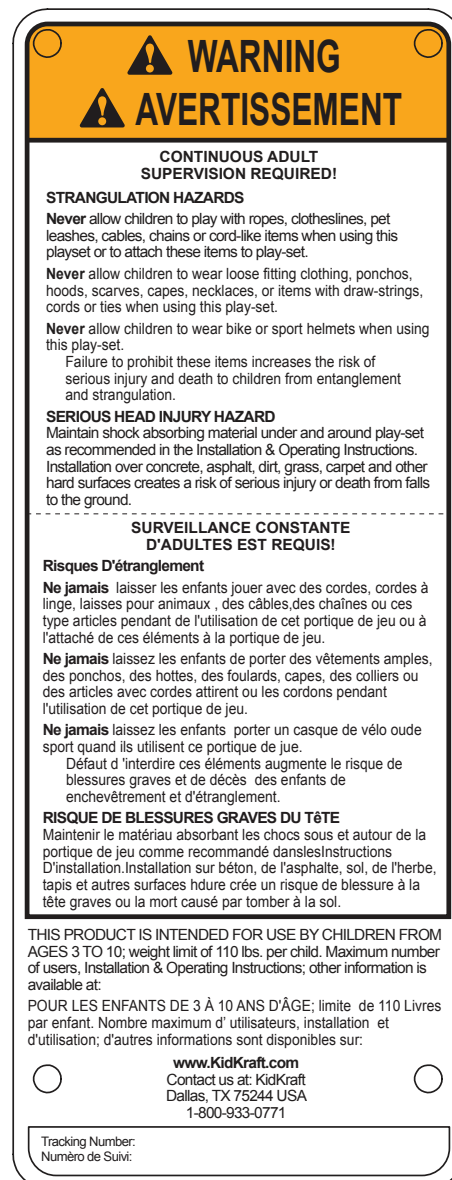 WARNING
AVERTISSEMENT
CONTINUOUS ADULT
SUPERVISION REQUIRED!
STRANGULATION HAZARDS
Never allow children to play with ropes, clotheslines, pet
leashes, cables, chains or cord-like items when using this
playset or to attach these items to play-set.
Never allow children to wear loose fitting clothing, ponchos,
hoods, scarves, capes, necklaces, or items with draw-strings,
cords or ties when using this play-set.
Never allow children to wear bike or sport helmets when using
this play-set.
Failure to prohibit these items increases the risk of
serious injury and death to children from entanglement
and strangulation.
SERIOUS HEAD INJURY HAZARD
Maintain shock absorbing material under and around play-set
as recommended in the Installation & Operating Instructions.
Installation over concrete, asphalt, dirt, grass, carpet and other
hard surfaces creates a risk of serious injury or death from falls
to the ground.
SURVEILLANCE CONSTANTE
D'ADULTES EST REQUIS!
Risques D'étranglement
Ne jamais laisser les enfants jouer avec des cordes, cordes à
linge, laisses pour animaux , des câbles,des chaînes ou ces
type articles pendant de l'utilisation de cet portique de jeu ou à
l'attaché de ces éléments à la portique de jeu.
Ne jamais laissez les enfants de porter des vêtements amples,
des ponchos, des hottes, des foulards, capes, des colliers ou
des articles avec cordes attirent ou les cordons pendant
l'utilisation de cet portique de jeu.
Ne jamais laissez les enfants porter un casque de vélo oude
sport quand ils utilisent ce portique de jue.
Défaut d 'interdire ces éléments augmente le risque de
blessures graves et de décès des enfants de
enchevêtrement et d'étranglement.
RISQUE DE BLESSURES GRAVES DU TêTE
Maintenir le matériau absorbant les chocs sous et autour de la
portique de jeu comme recommandé danslesInstructions
D'installation.Installation sur béton, de l'asphalte, sol, de l'herbe,
tapis et autres surfaces hdure crée un risque de blessure à la
tête graves ou la mort causé par tomber à la sol.
THIS PRODUCT IS INTENDED FOR USE BY CHILDREN FROM
AGES 3 TO 10; weight limit of 110 lbs. per child. Maximum number
of users, Installation & Operating Instructions; other information is
available at:
POUR LES ENFANTS DE 3 À 10 ANS D'ÂGE; limite de 110 Livres
par enfant. Nombre maximum d' utilisateurs, installation et
d'utilisation; d'autres informations sont disponibles sur:
www.KidKraft.com
Contact us at: KidKraft
Dallas, TX 75244 USA
1-800-933-0771
Tracking Number:
Numèro de Suivi: